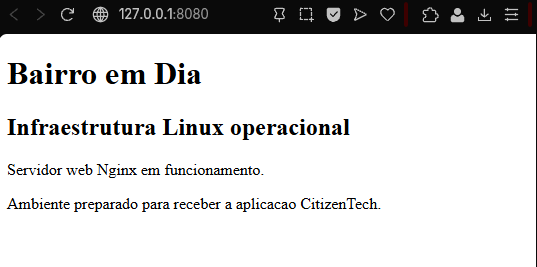 127.0.0.1:8080
Bairro em Dia
Infraestrutura Linux operacional
Servidor web Nginx em funcionamento.
Ambiente preparado para receber a aplicacao CitizenTech.